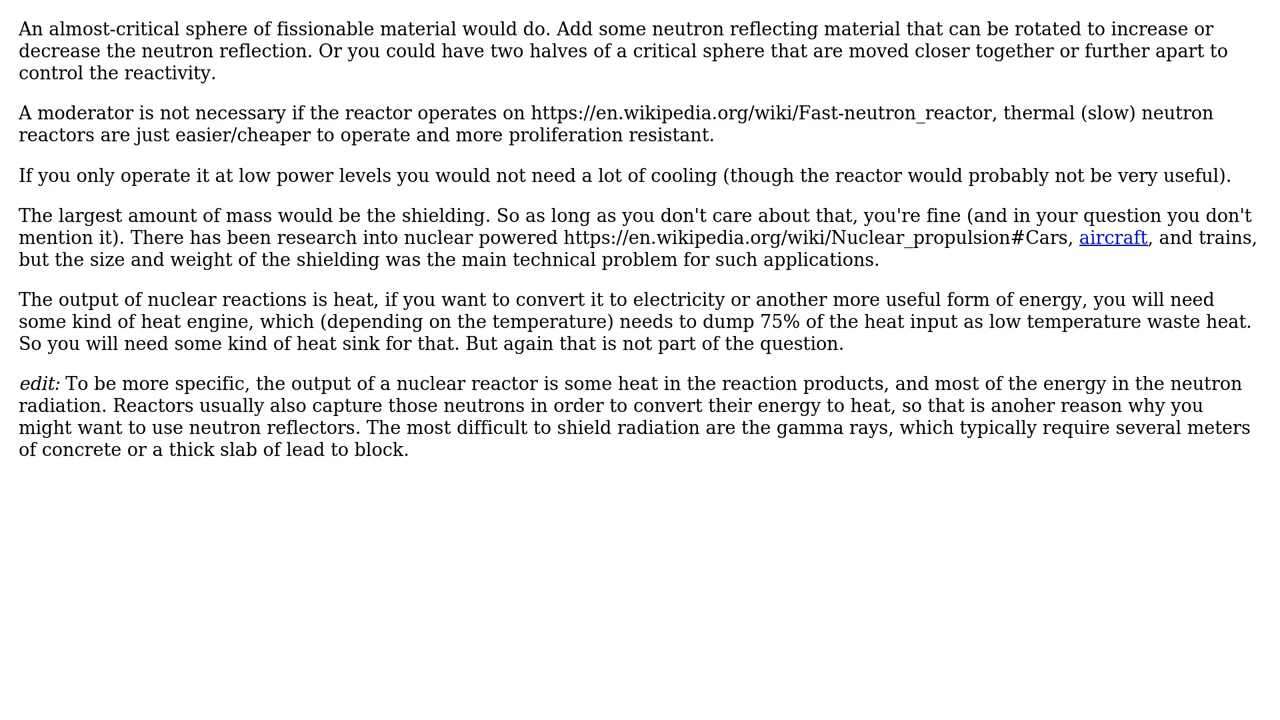 An almost-critical sphere of fissionable material would do. Add some neutron reflecting material that can be rotated to increase or
decrease the neutron reflection. Or you could have two halves of a critical sphere that are moved closer together or further apart to
control the reactivity.
A moderator is not necessary if the reactor operates on https://en.wikipedia.org/wiki/Fast-neutron_reactor, thermal (slow) neutron
reactors are just easier/cheaper to operate and more proliferation resistant.
If you only operate it at low power levels you would not need a lot of cooling (though the reactor would probably not be very useful).
The largest amount of mass would be the shielding. So as long as you don't care about that, you're fine (and in your question you don't
mention it). There has been research into nuclear powered https://en.wikipedia.org/wiki/Nuclear_propulsion#Cars, aircraft, and trains,
but the size and weight of the shielding was the main technical problem for such applications.
The output of nuclear reactions is heat, if you want to convert it to electricity or another more useful form of energy, you will need
some kind of heat engine, which (depending on the temperature) needs to dump 75% of the heat input as low temperature waste heat.
So you will need some kind of heat sink for that. But again that is not part of the question.
edit: To be more specific, the output of a nuclear reactor is some heat in the reaction products, and most of the energy in the neutron
radiation. Reactors usually also capture those neutrons in order to convert their energy to heat, so that is anoher reason why you
might want to use neutron reflectors. The most difficult to shield radiation are the gamma rays, which typically require several meters
of concrete or a thick slab of lead to block.